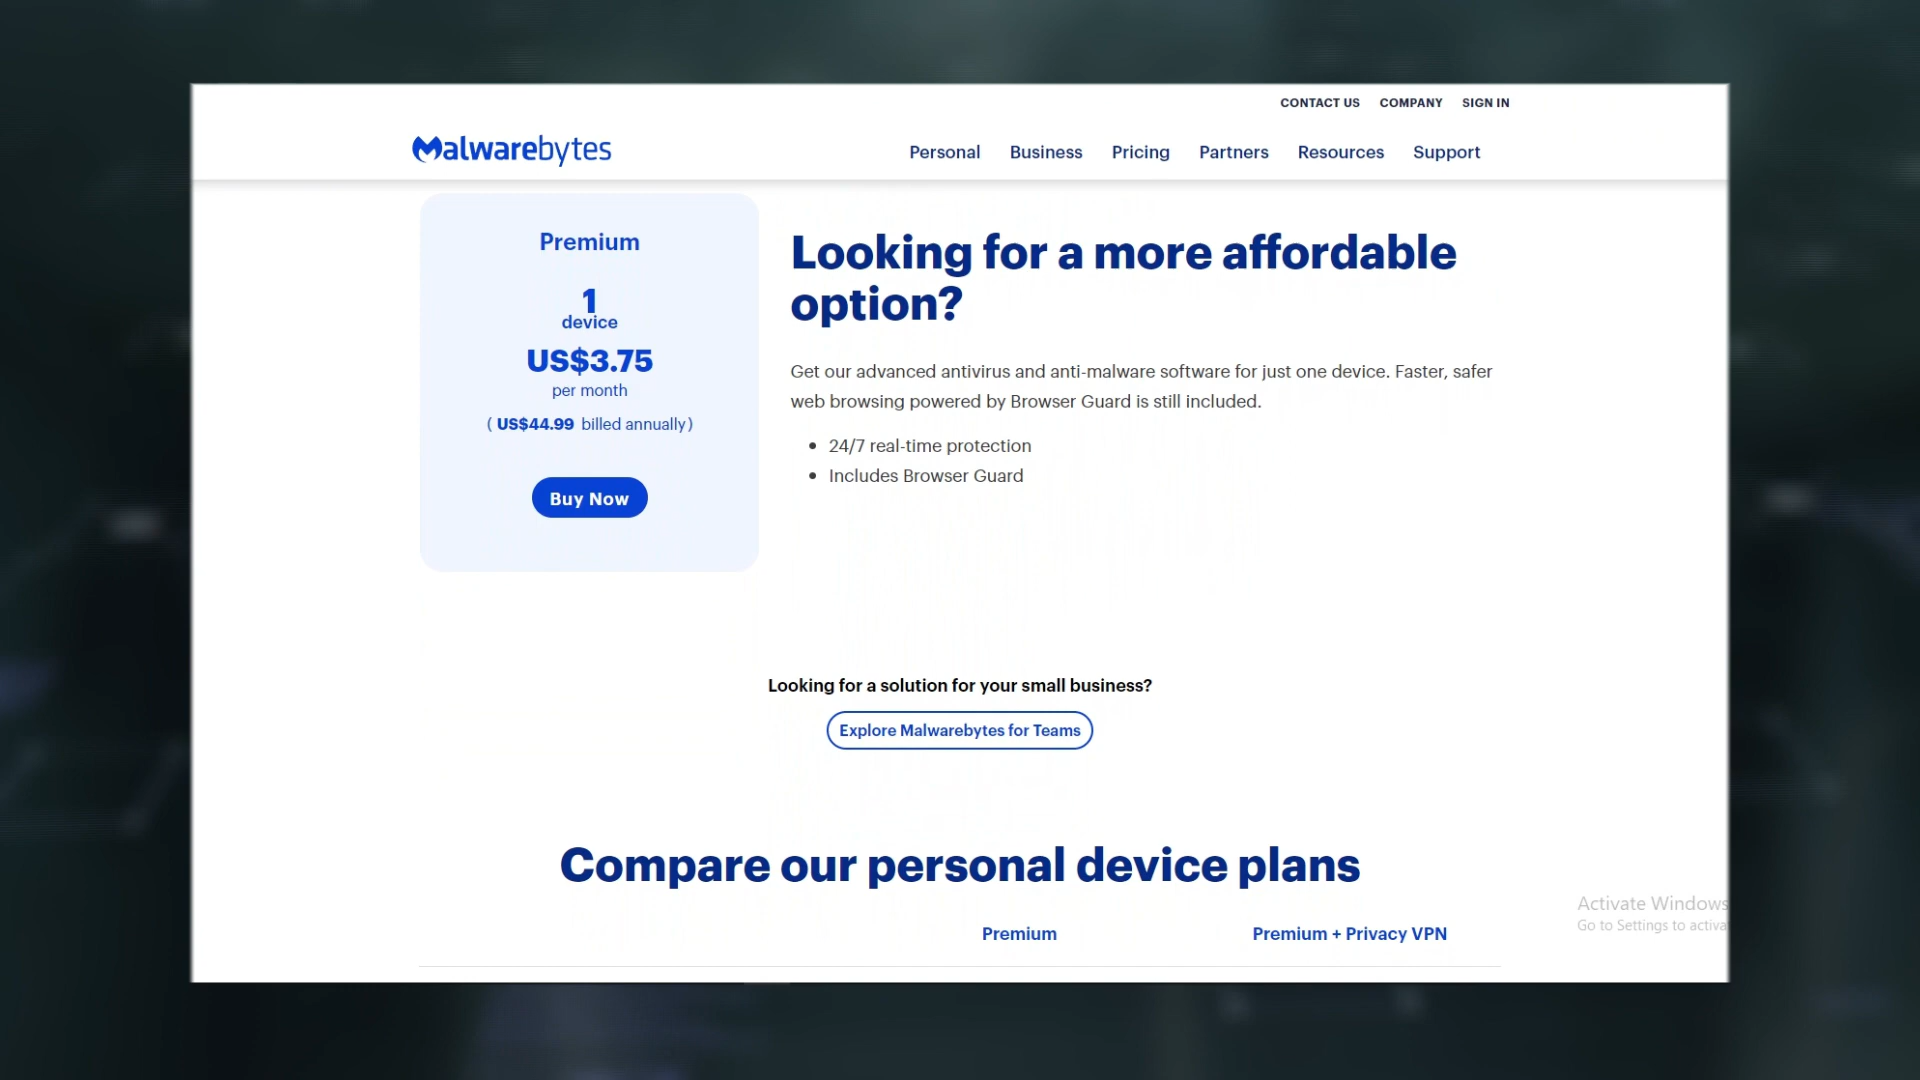 CONTACT US COMPANY SIGN IN
Malwarebytes
Personal Business Pricing Partners Resources Support
Premium
1
device
US$3.75
per month
( US$44.99 billed annually)
Buy Now
Looking for a more affordable
option?
Get our advanced antivirus and anti-malware software for just one device. Faster, safer
web browsing powered by Browser Guard is still included.
• 24/7 real-time protection
• Includes Browser Guard
Looking for a solution for your small business?
Explore Malwarebytes for Teams
Compare our personal device plans
Premium Premium + Privacy VPN
Activate Windows
Go to Settings to activa